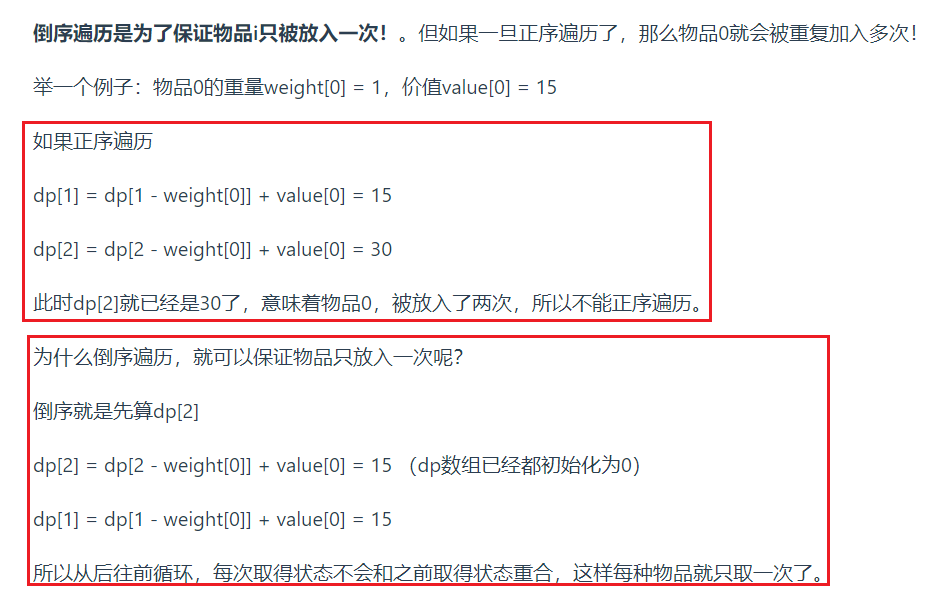 倒序遍历是为了保证物品i只被放入一次！。但如果一旦正序遍历了，那么物品0就会被重复加入多次！
举一个例子：物品0的重量weight[0] = 1，价值value[0] = 15
如果正序遍历
dp[1] = dp[1 - weight[0]] + value[0] = 15
dp[2] = dp[2 - weight[0]] + value[0] = 30
此时dp[2]就已经是30了，意味着物品0，被放入了两次，所以不能正序遍历。
为什么倒序遍历，就可以保证物品只放入一次呢？
倒序就是先算dp[2]
dp[2] = dp[2 - weight[0]] + value[0] = 15 （dp数组已经都初始化为0）
dp[1] = dp[1 - weight[0]] + value[0] = 15
所以从后往前循环，每次取得状态不会和之前取得状态重合，这样每种物品就只取一次了。